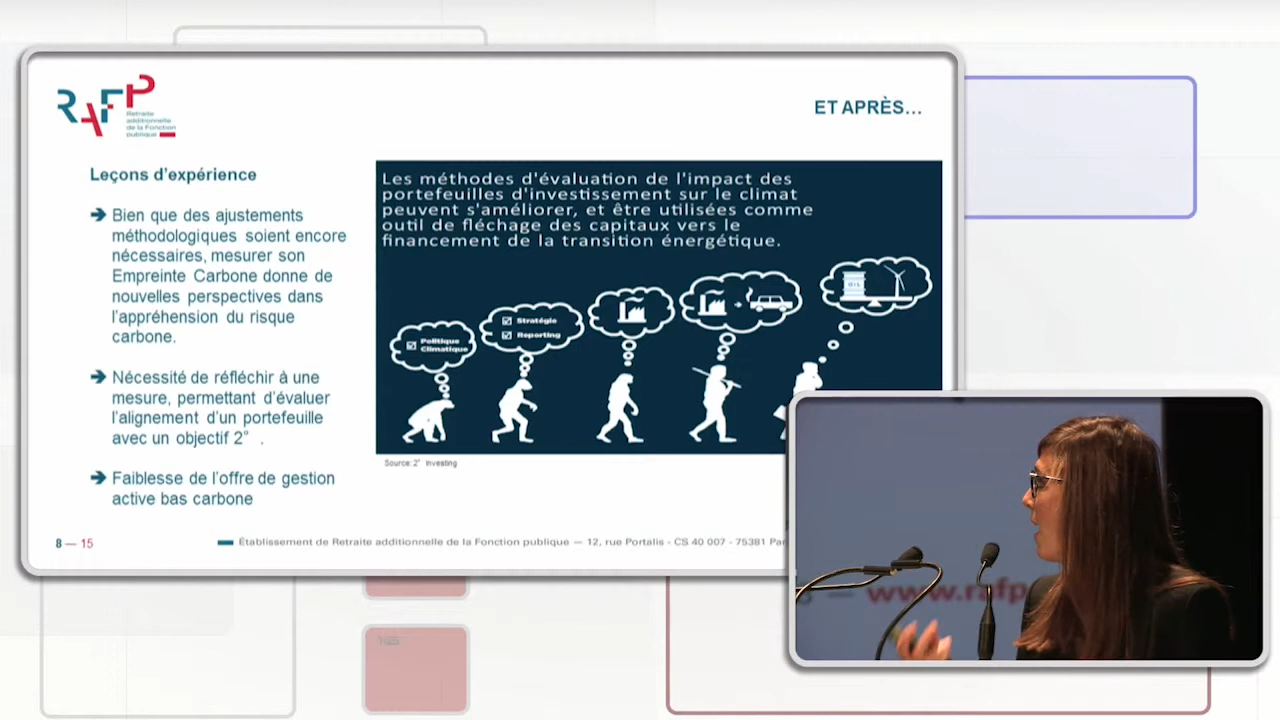 RAFP
Retraite
additionnelle
de la Fonction
publique
ET APRÈS...
Leçons d'expérience
Bien que des ajustements
méthodologiques soient encore
nécessaires, mesurer son
Empreinte Carbone donne de
nouvelles perspectives dans
l'appréhension du risque
carbone.
Nécessité de réfléchir à une
mesure, permettant d'évaluer
l'alignement d'un portefeuille
avec un objectif 2° .
Faiblesse de l'offre de gestion
active bas carbone
Les méthodes d'évaluation de l'impact des
portefeuilles d'investissement sur le climat
peuvent s'améliorer, et être utilisées comme
outil de fléchage des capitaux vers le
financement de la transition énergétique.
Politique
Climatique
Stratégie
Reporting
OIL
Source: 2° Investing
8 — 15
Établissement de Retraite additionnelle de la Fonction publique — 12, rue Portalis - CS 40 007 - 75381 Par
— www.rafp